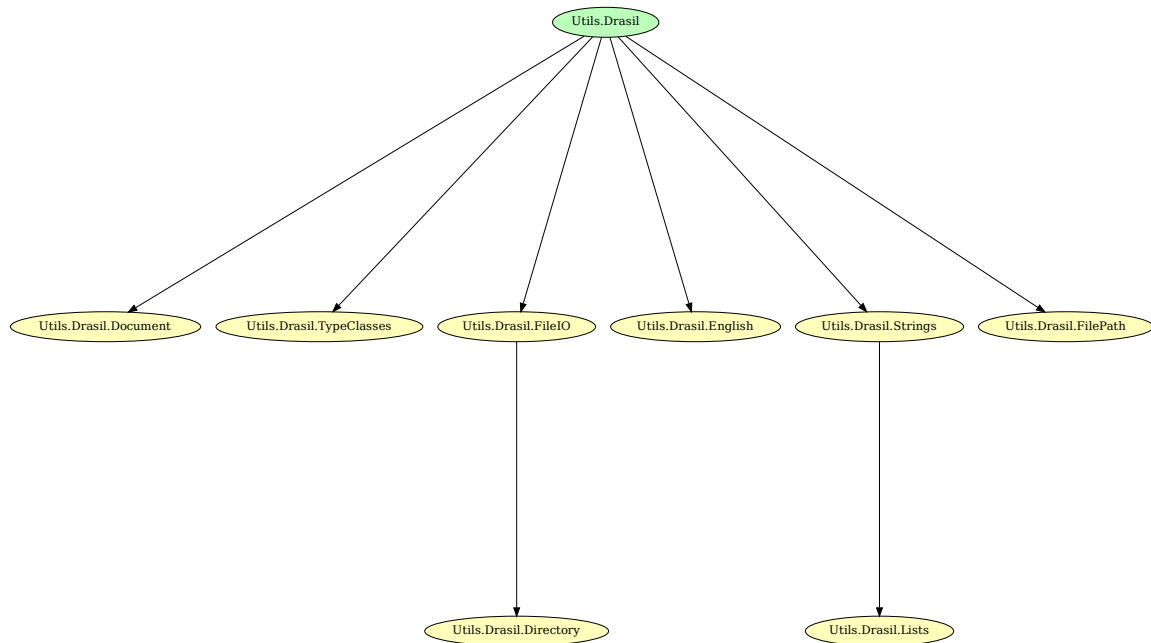 Utils.Drasil
Utils.Drasil.Document
Utils.Drasil.TypeClasses
Utils.Drasil.FileIO
Utils.Drasil.English
Utils.Drasil.Strings
Utils.Drasil.FilePath
Utils.Drasil.Directory
Utils.Drasil.Lists